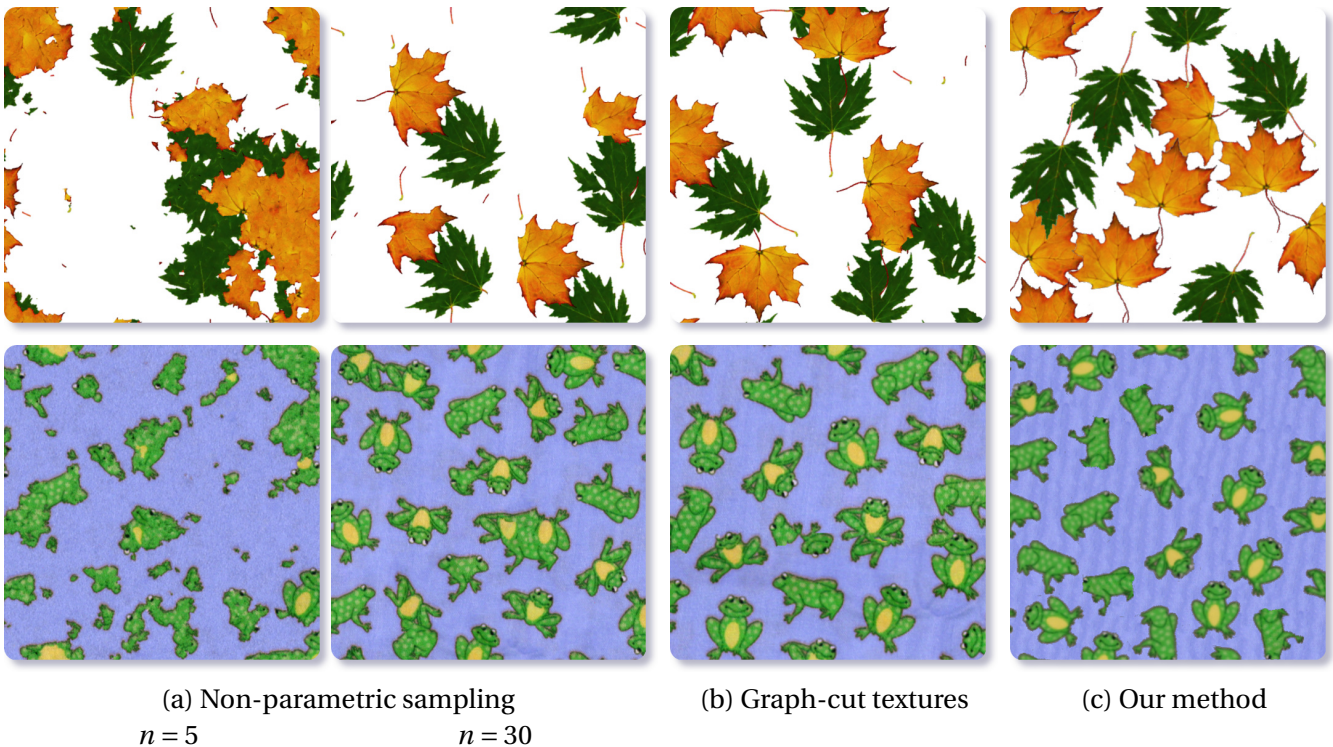 (a) Non-parametric sampling
(b) Graph-cut textures
(c) Our method
n = 5
n = 30